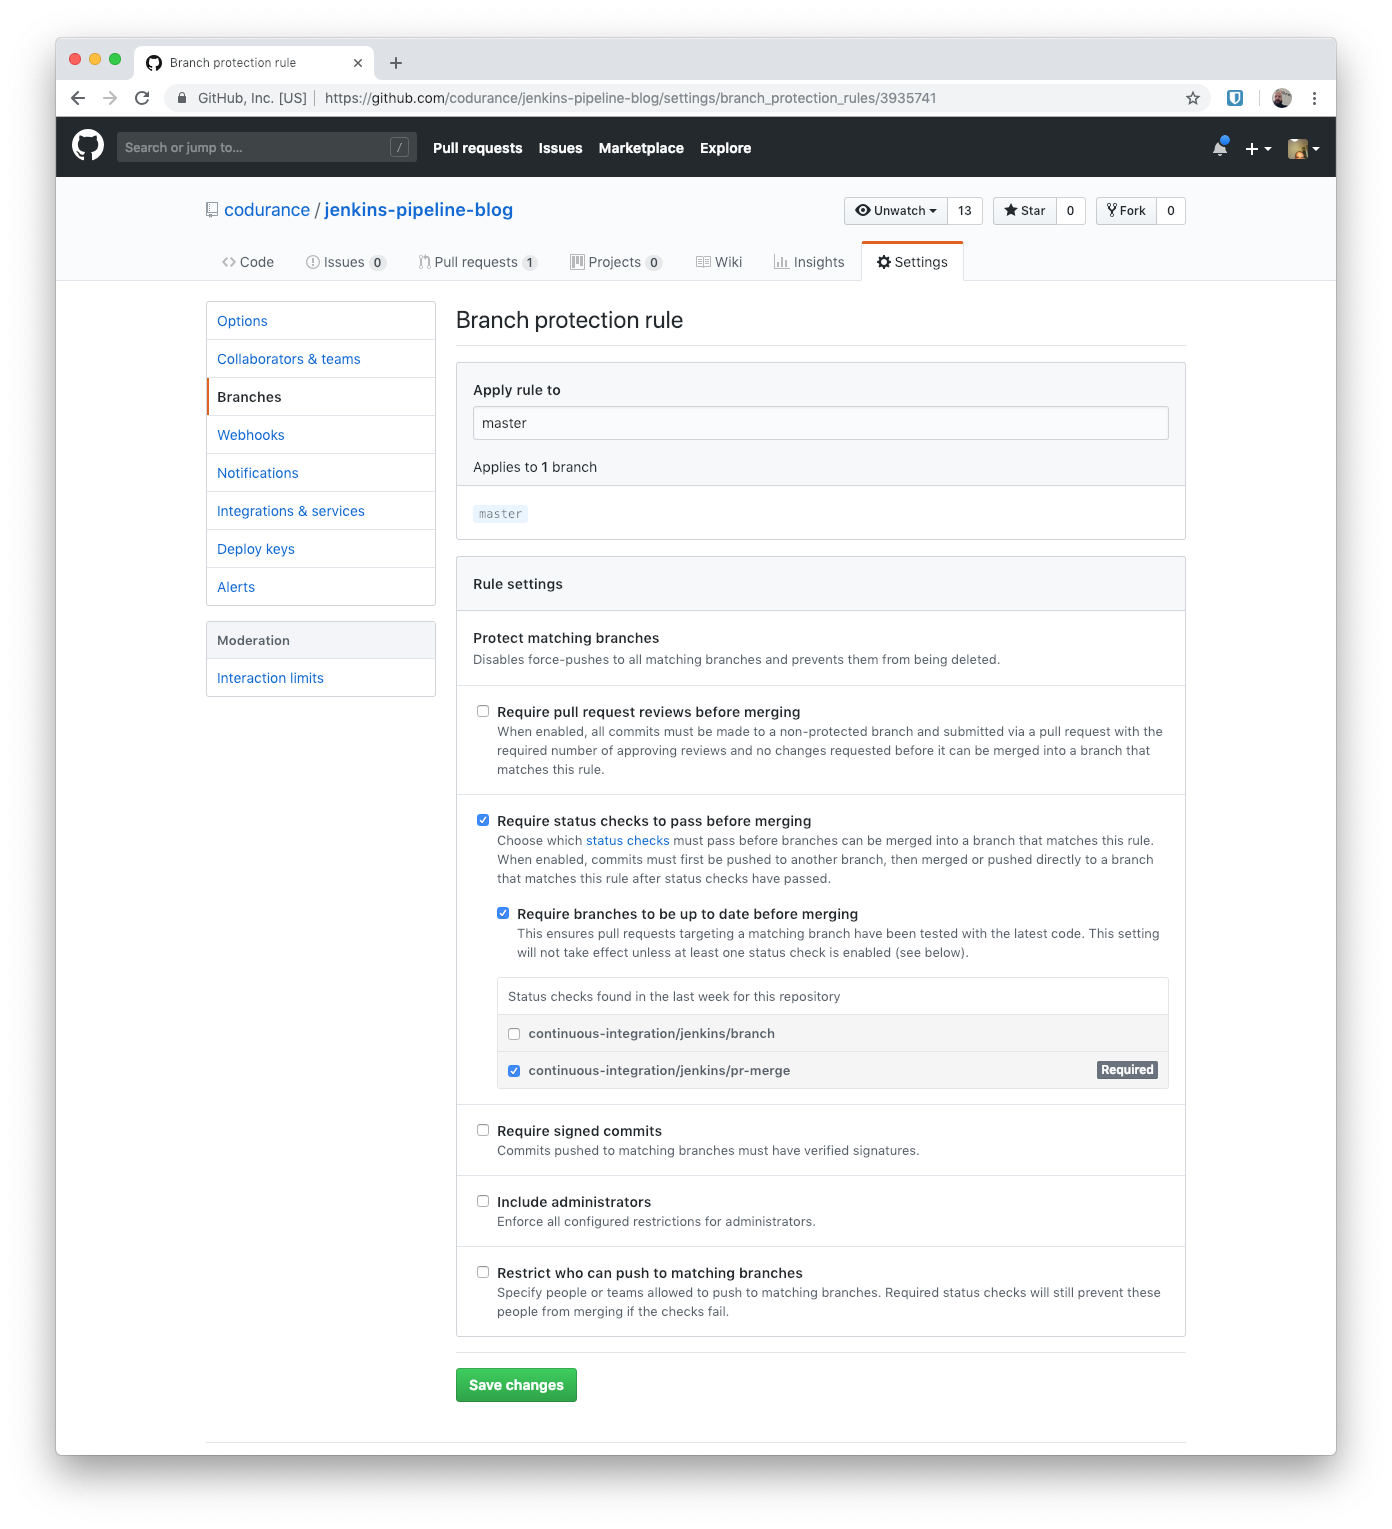 Branch protection rule
GitHub, Inc. [US] https://github.com/codurance/jenkins-pipeline-blog/settings/branch_protection_rules/3935741
Search or jump to... / Pull requests Issues Marketplace Explore
codurance / jenkins-pipeline-blog Unwatch 13 Star 0 Fork 0
Code Issues 0 Pull requests 1 Projects 0 Wiki Insights Settings
Options
Collaborators & teams
Branches
Webhooks
Notifications
Integrations & services
Deploy keys
Alerts
Moderation
Interaction limits
Branch protection rule
Apply rule to
master
Applies to 1 branch
master
Rule settings
Protect matching branches
Disables force-pushes to all matching branches and prevents them from being deleted.
Require pull request reviews before merging
When enabled, all commits must be made to a non-protected branch and submitted via a pull request with the
required number of approving reviews and no changes requested before it can be merged into a branch that
matches this rule.
Require status checks to pass before merging
Choose which status checks must pass before branches can be merged into a branch that matches this rule.
When enabled, commits must first be pushed to another branch, then merged or pushed directly to a branch
that matches this rule after status checks have passed.
Require branches to be up to date before merging
This ensures pull requests targeting a matching branch have been tested with the latest code. This setting
will not take effect unless at least one status check is enabled (see below).
Status checks found in the last week for this repository
continuous-integration/jenkins/branch
continuous-integration/jenkins/pr-merge Required
Require signed commits
Commits pushed to matching branches must have verified signatures.
Include administrators
Enforce all configured restrictions for administrators.
Restrict who can push to matching branches
Specify people or teams allowed to push to matching branches. Required status checks will still prevent these
people from merging if the checks fail.
Save changes